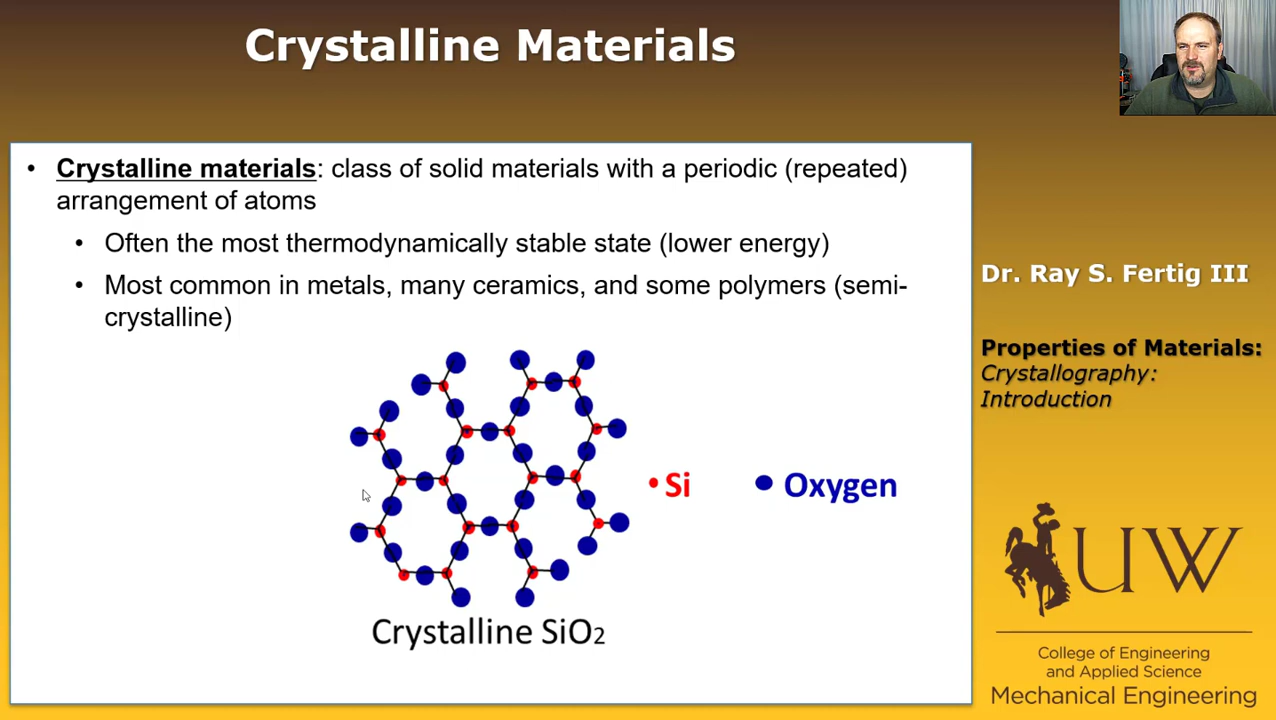 Crystalline Materials
• Crystalline materials: class of solid materials with a periodic (repeated)
arrangement of atoms
• Often the most thermodynamically stable state (lower energy)
• Most common in metals, many ceramics, and some polymers (semi-
crystalline)
Si
Oxygen
Crystalline SiO2
Dr. Ray S. Fertig III
Properties of Materials:
Crystallography:
Introduction
UW
College of Engineering
and Applied Science
Mechanical Engineering